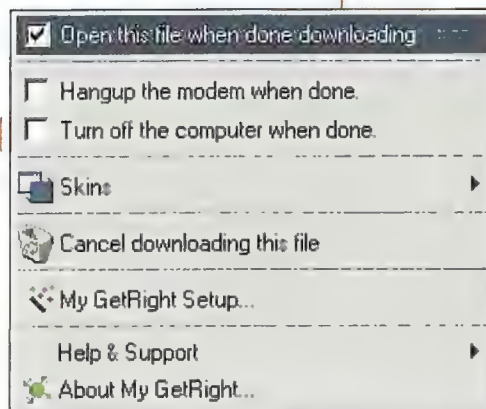 Open this file when done downloading
Hangup the modem when done.
Turn off the computer when done.
Skins
Cancel downloading this file
My GetRight Setup...
Help & Support
About My GetRight...